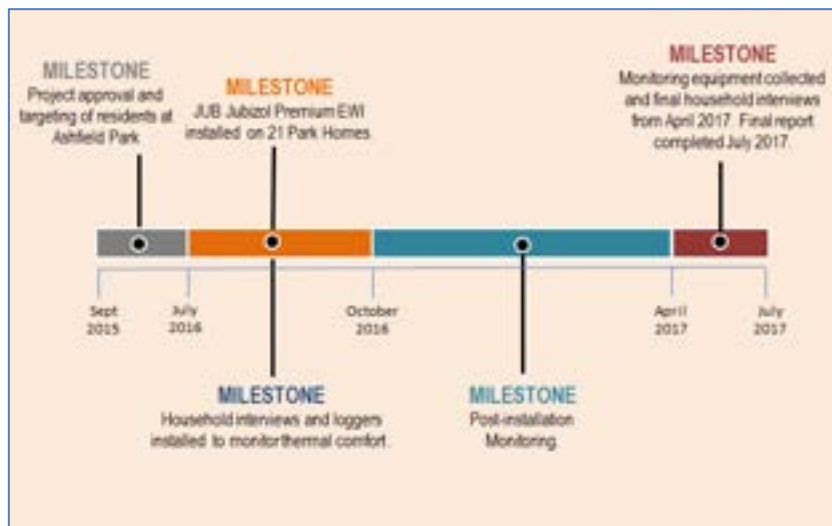 MILESTONE
Project approval and
targeting of residents at
Ashfield Park
MILESTONE
JUB Jubizol Premium EWI
installed on 21 Park Homes
MILESTONE
Monitoring equipment collected
and final household interviews
from April 2017. Final report
completed July 2017.
Sept
2015
July
2016
October
2016
April
2017
July
2017
MILESTONE
Household interviews and loggers
installed to monitor thermal comfort.
MILESTONE
Post-installation
Monitoring